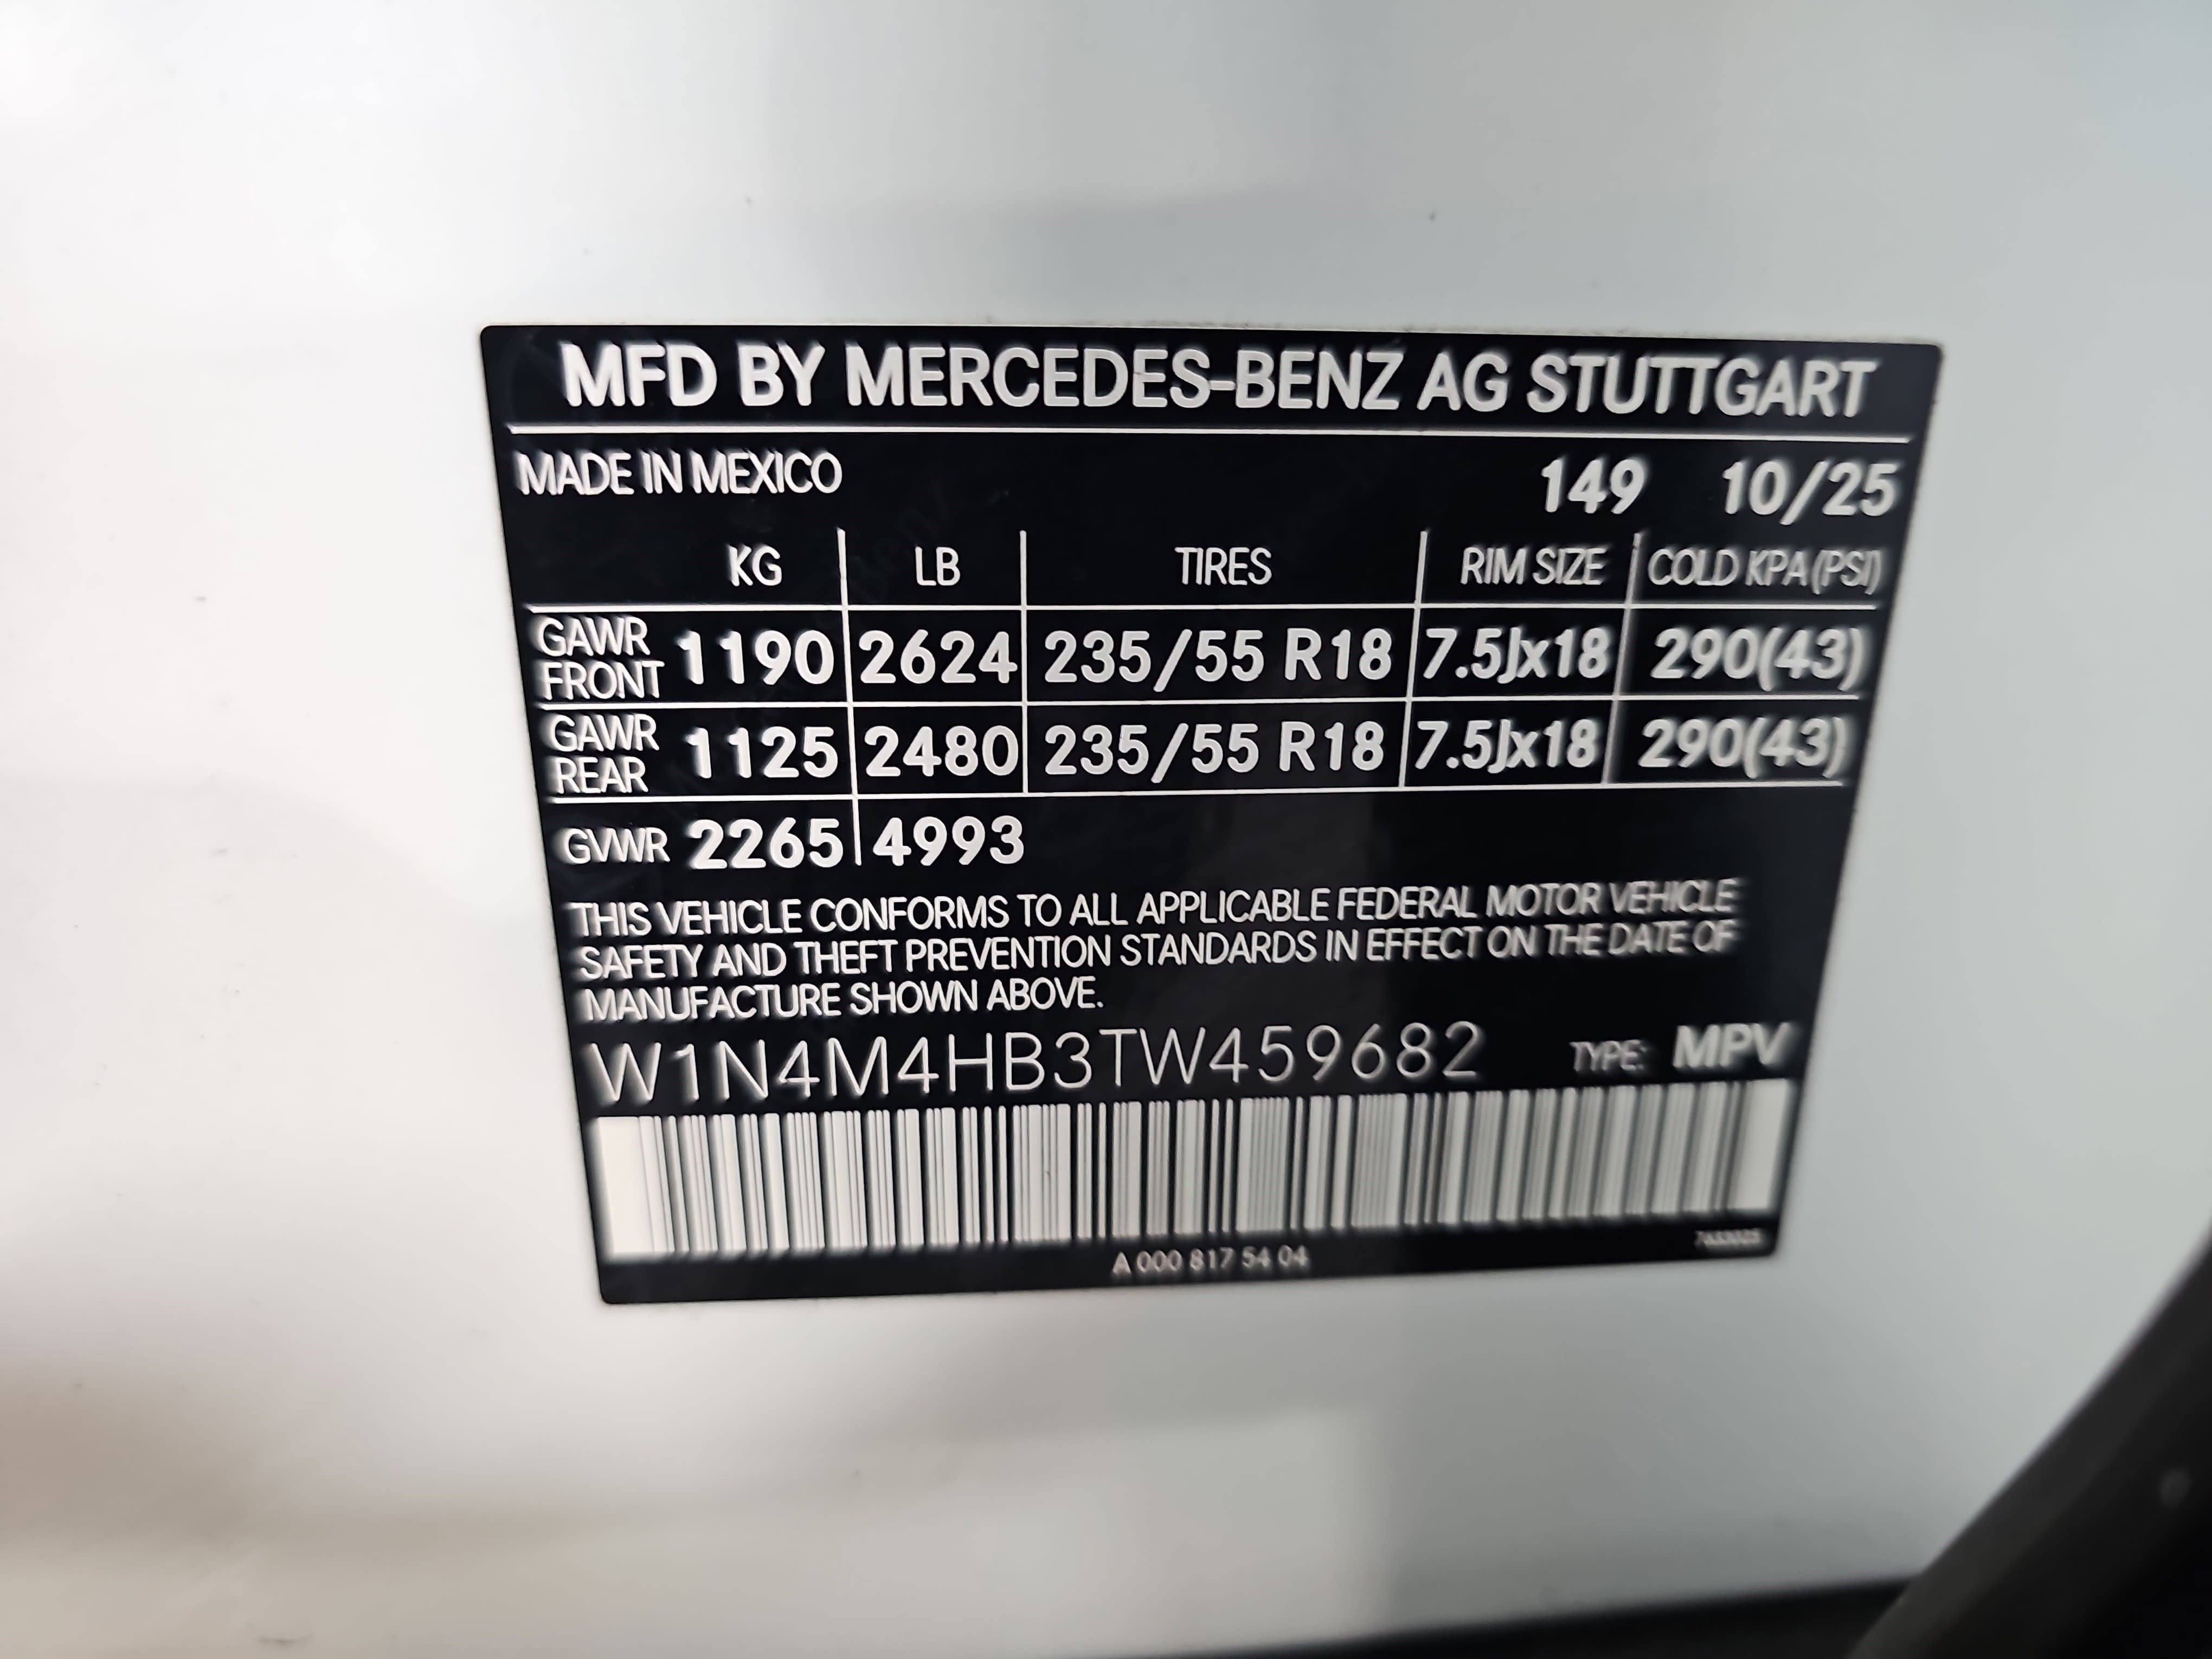 MFD BY MERCEDES-BENZ AG STUTTGART
MADE IN MEXICO 149 10/25
KG LB TIRES RIM SIZE COLD KPA (PSI)
GAWR FRONT 1190 2624 235/55 R18 7.5Jx18 290(43)
GAWR REAR 1125 2480 235/55 R18 7.5Jx18 290(43)
GVWR 2265 4993
THIS VEHICLE CONFORMS TO ALL APPLICABLE FEDERAL MOTOR VEHICLE
SAFETY AND THEFT PREVENTION STANDARDS IN EFFECT ON THE DATE OF
MANUFACTURE SHOWN ABOVE.
W1N4M4HB3TW459682 TYPE: MPV
A 000 817 54 04